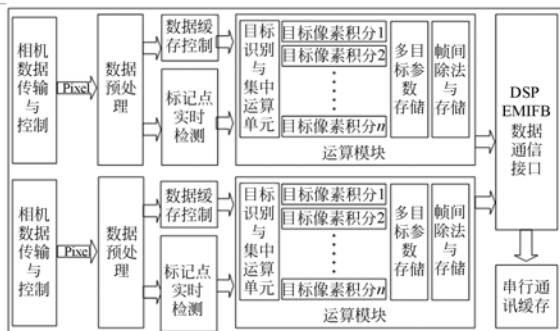 相机
数据
传输
与
控制
Pixel
数据
预处
理
数据缓
存控制
标记点
实时
检测
目标
识别
与
集中
运算
单元
目标像素积分1
目标像素积分2
目标像素积分n
多
目标
参数
存储
帧间
除法
与
存储
运算模块
相机
数据
传输
与
控制
Pixel
数据
预处
理
数据缓
存控制
标记点
实时
检测
目标
识别
与
集中
运算
单元
目标像素积分1
目标像素积分2
目标像素积分n
多
目标
参数
存储
帧间
除法
与
存储
运算模块
DSP
EMIFB
数据
通信
接口
串行通
讯缓存